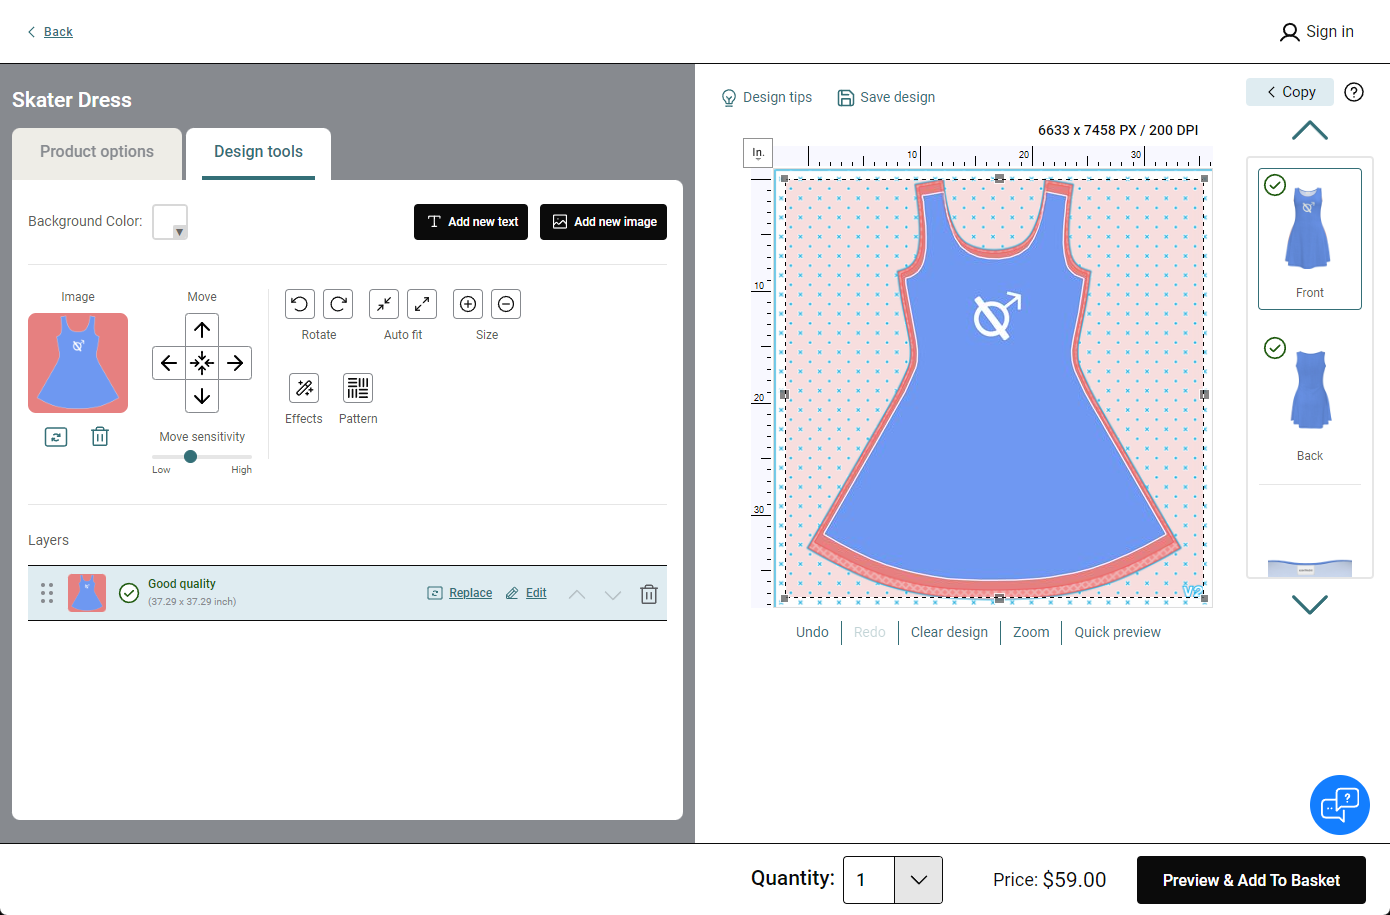 Back
Sign in
Skater Dress
Product options
Design tools
Background Color:
Add new text
Add new image
Image
Move
Rotate
Auto fit
Size
Effects
Pattern
Move sensitivity
Low
High
Layers
Good quality
(37.29 x 37.29 inch)
Replace
Edit
Design tips
Save design
Copy
6633 x 7458 PX / 200 DPI
In.
10
20
30
10
20
30
V2
Undo
Redo
Clear design
Zoom
Quick preview
Front
Back
Quantity:
1
Price: $59.00
Preview & Add To Basket